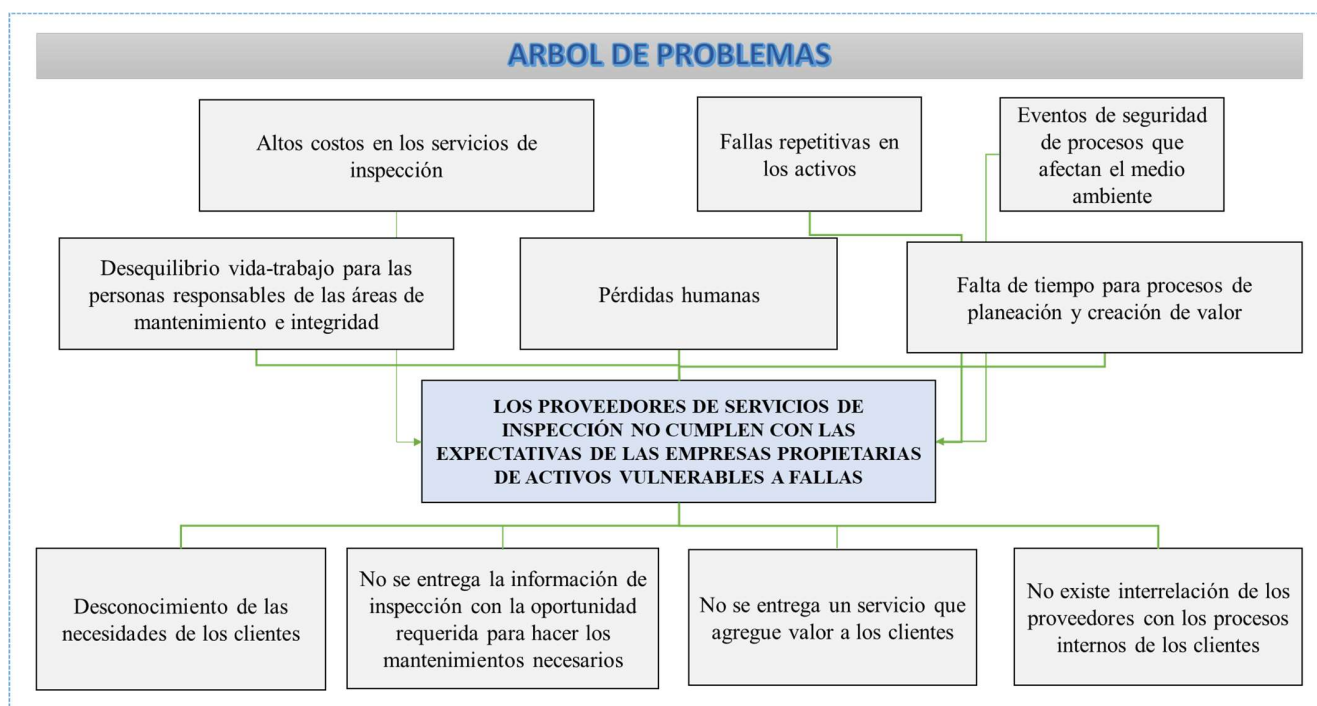 ARBOL DE PROBLEMAS
Altos costos en los servicios de
inspección
Fallas repetitivas en
los activos
Eventos de seguridad
de procesos que
afectan el medio
ambiente
Desequilibrio vida-trabajo para las
personas responsables de las áreas de
mantenimiento e integridad
Pérdidas humanas
Falta de tiempo para procesos de
planeación y creación de valor
LOS PROVEEDORES DE SERVICIOS DE
INSPECCIÓN NO CUMPLEN CON LAS
EXPECTATIVAS DE LAS EMPRESAS PROPIETARIAS
DE ACTIVOS VULNERABLES A FALLAS
Desconocimiento de las
necesidades de los clientes
No se entrega la información de
inspección con la oportunidad
requerida para hacer los
mantenimientos necesarios
No se entrega un servicio que
agregue valor a los clientes
No existe interrelación de los
proveedores con los procesos
internos de los clientes